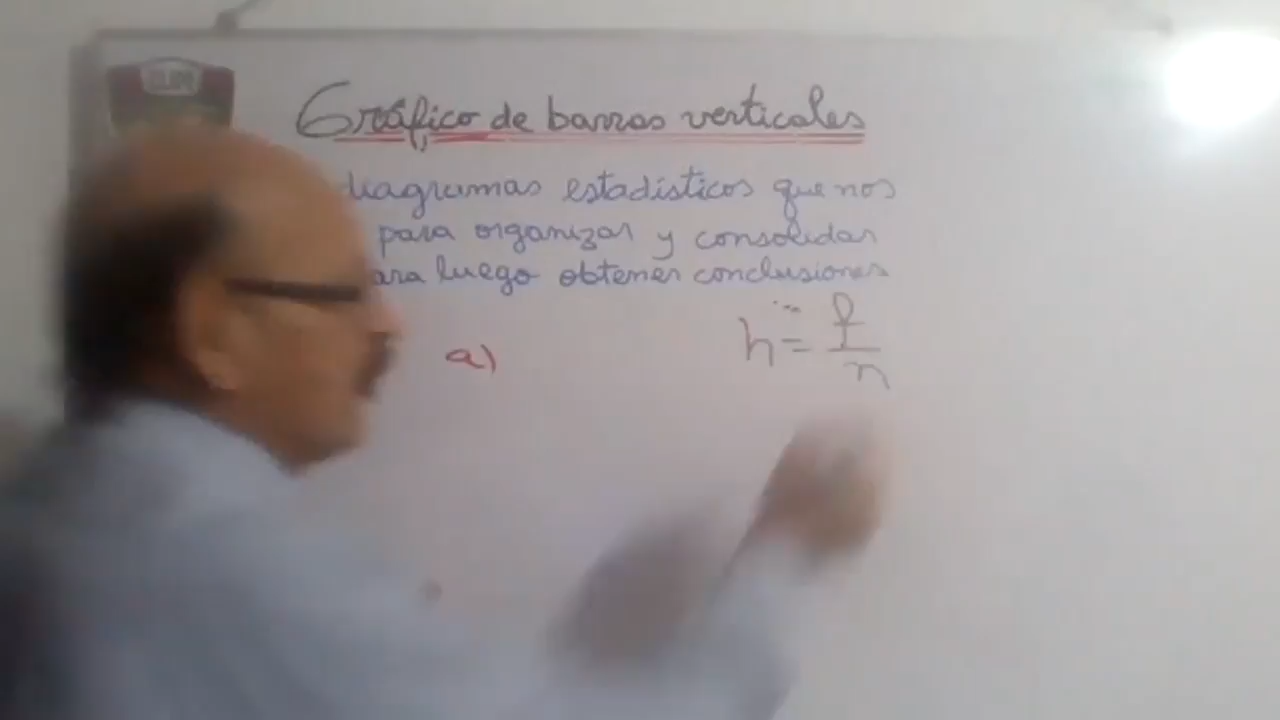 Gráfico de barras verticales
diagramas estadísticos que nos
para organizar y consolidar
ara luego obtener conclusiones
a)
h = f/n